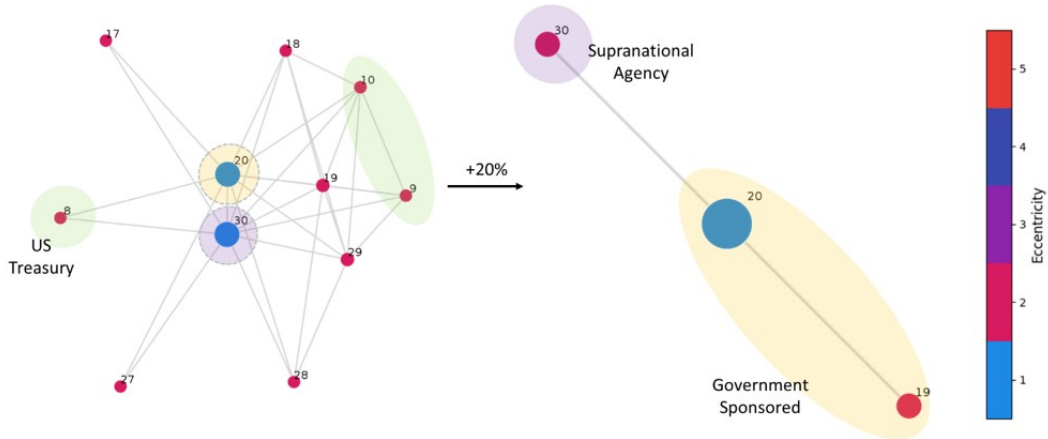 17
18
10
20
19
9
30
8
US
Treasury
29
27
28
+20%
30
Supranational
Agency
20
Government
Sponsored
19
5
4
3
2
1
Eccentricity